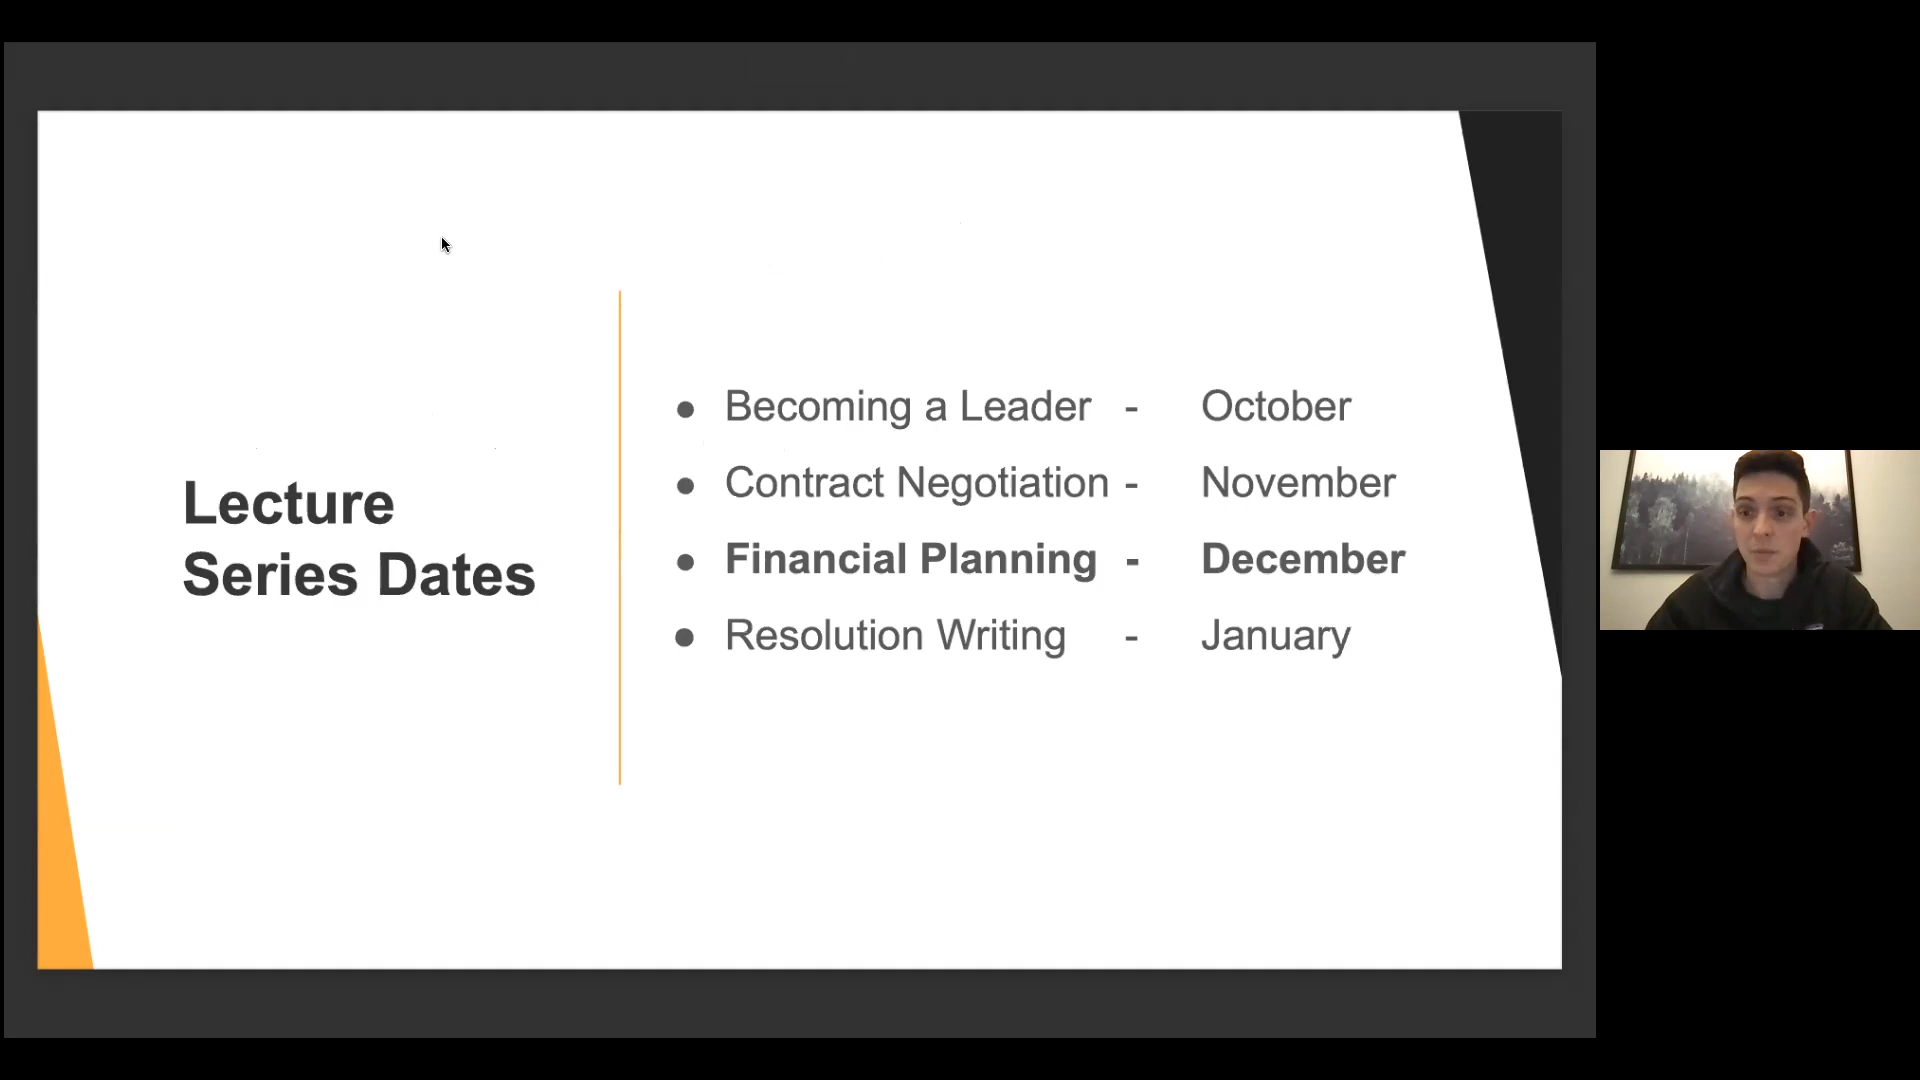 Lecture
Series Dates
● Becoming a Leader - October
● Contract Negotiation - November
● Financial Planning - December
● Resolution Writing - January